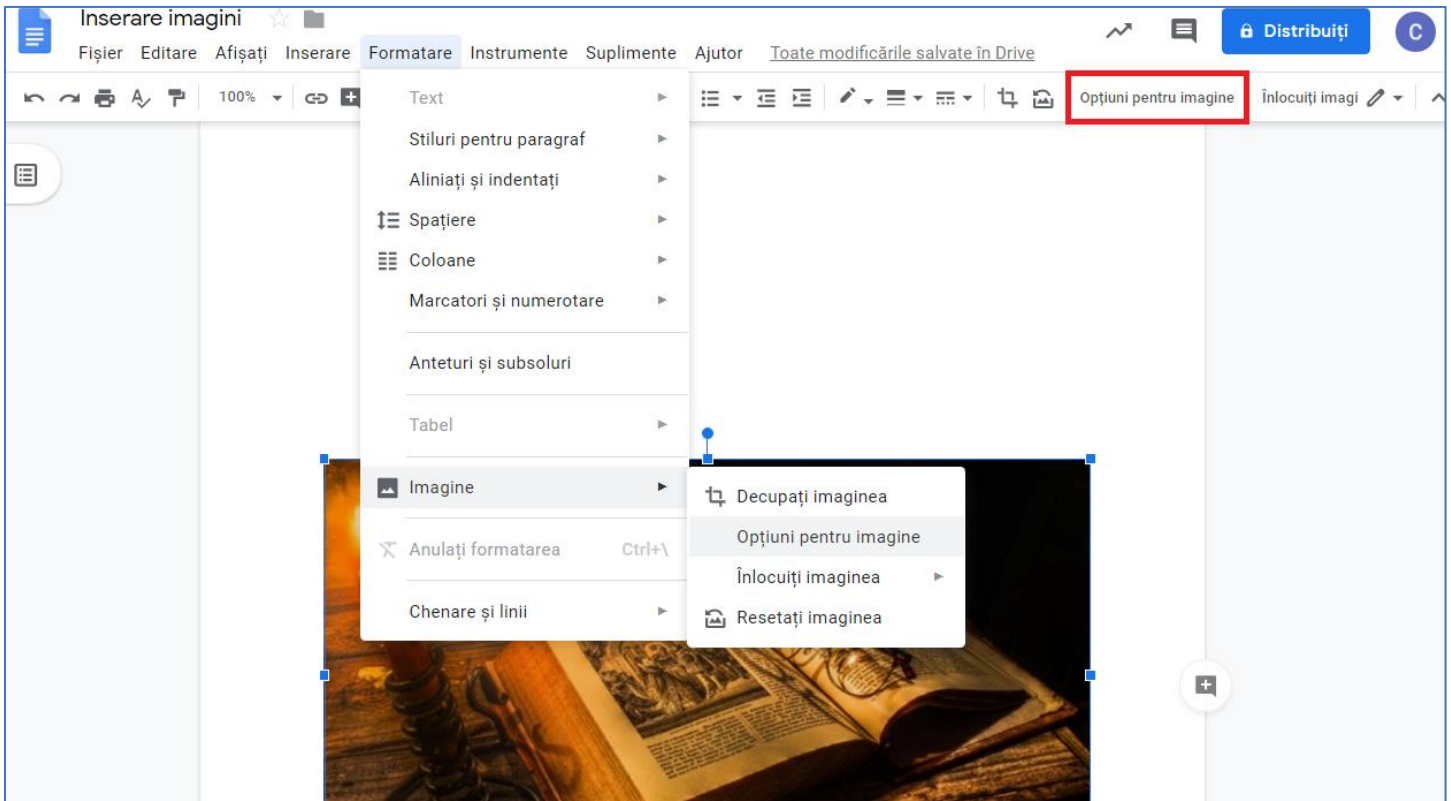 Inserare imagini
Fișier Editare Afișați Inserare Formatare Instrumente Suplimente Ajutor Toate modificările salvate în Drive
Distribuiți
C
100%
Opțiuni pentru imagine
Înlocuiți imagi
Text
Stiluri pentru paragraf
Aliniați și indentați
Spațiere
Coloane
Marcatori și numerotare
Anteturi și subsoluri
Tabel
Imagine
Anulați formatarea Ctrl+\
Chenare și linii
Decupați imaginea
Opțiuni pentru imagine
Înlocuiți imaginea
Resetați imaginea